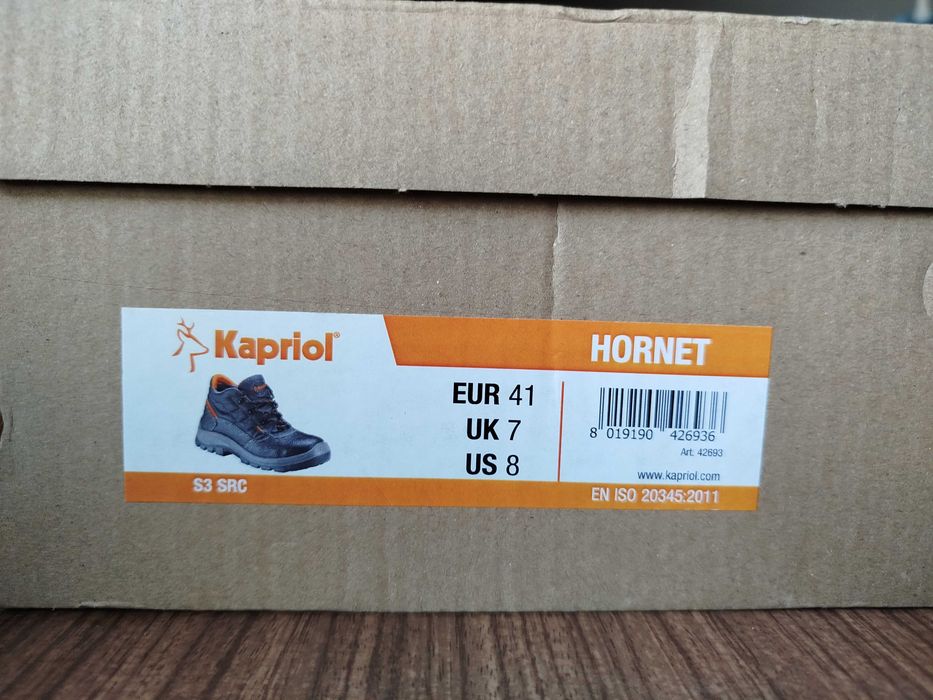 Kapriol®
HORNET
EUR 41
UK 7
US 8
8 019190 426936
Art. 42693
www.kapriol.com
S3 SRC
EN ISO 20345:2011